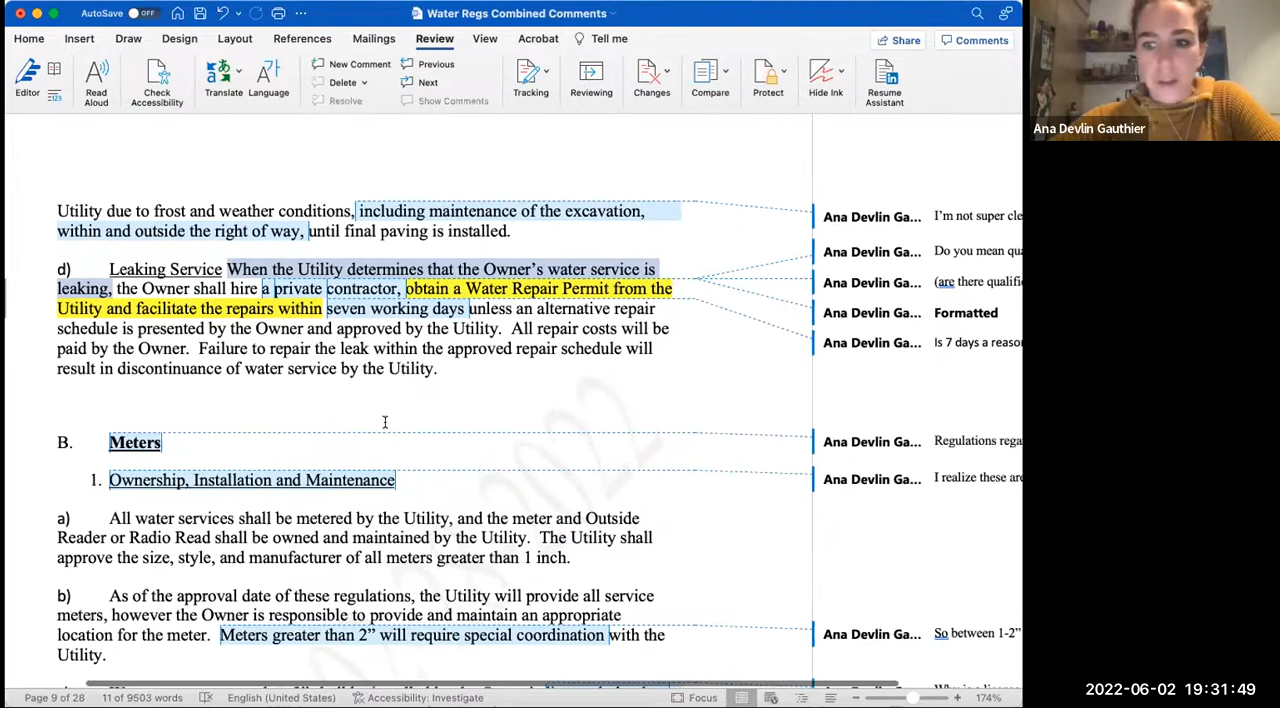 AutoSave OFF Water Regs Combined Comments
Home Insert Draw Design Layout References Mailings Review View Acrobat Tell me Share Comments
New Comment Previous
Delete Next
Resolve Show Comments
Editor Read Aloud Check Accessibility Translate Language Tracking Reviewing Changes Compare Protect Hide Ink Resume Assistant
Ana Devlin Gauthier
Utility due to frost and weather conditions, including maintenance of the excavation,
within and outside the right of way, until final paving is installed.
d) Leaking Service When the Utility determines that the Owner's water service is
leaking, the Owner shall hire a private contractor, obtain a Water Repair Permit from the
Utility and facilitate the repairs within seven working days unless an alternative repair
schedule is presented by the Owner and approved by the Utility. All repair costs will be
paid by the Owner. Failure to repair the leak within the approved repair schedule will
result in discontinuance of water service by the Utility.
B. Meters
1. Ownership, Installation and Maintenance
a) All water services shall be metered by the Utility, and the meter and Outside
Reader or Radio Read shall be owned and maintained by the Utility. The Utility shall
approve the size, style, and manufacturer of all meters greater than 1 inch.
b) As of the approval date of these regulations, the Utility will provide all service
meters, however the Owner is responsible to provide and maintain an appropriate
location for the meter. Meters greater than 2” will require special coordination with the
Utility.
Ana Devlin Ga... I'm not super cle
Ana Devlin Ga... Do you mean qua
Ana Devlin Ga... (are there qualifi
Ana Devlin Ga... Formatted
Ana Devlin Ga... Is 7 days a reaso
Ana Devlin Ga... Regulations rega
Ana Devlin Ga... I realize these are
Ana Devlin Ga... So between 1-2”
Page 9 of 28 11 of 9503 words English (United States) Accessibility: Investigate Focus 174%
2022-06-02 19:31:49